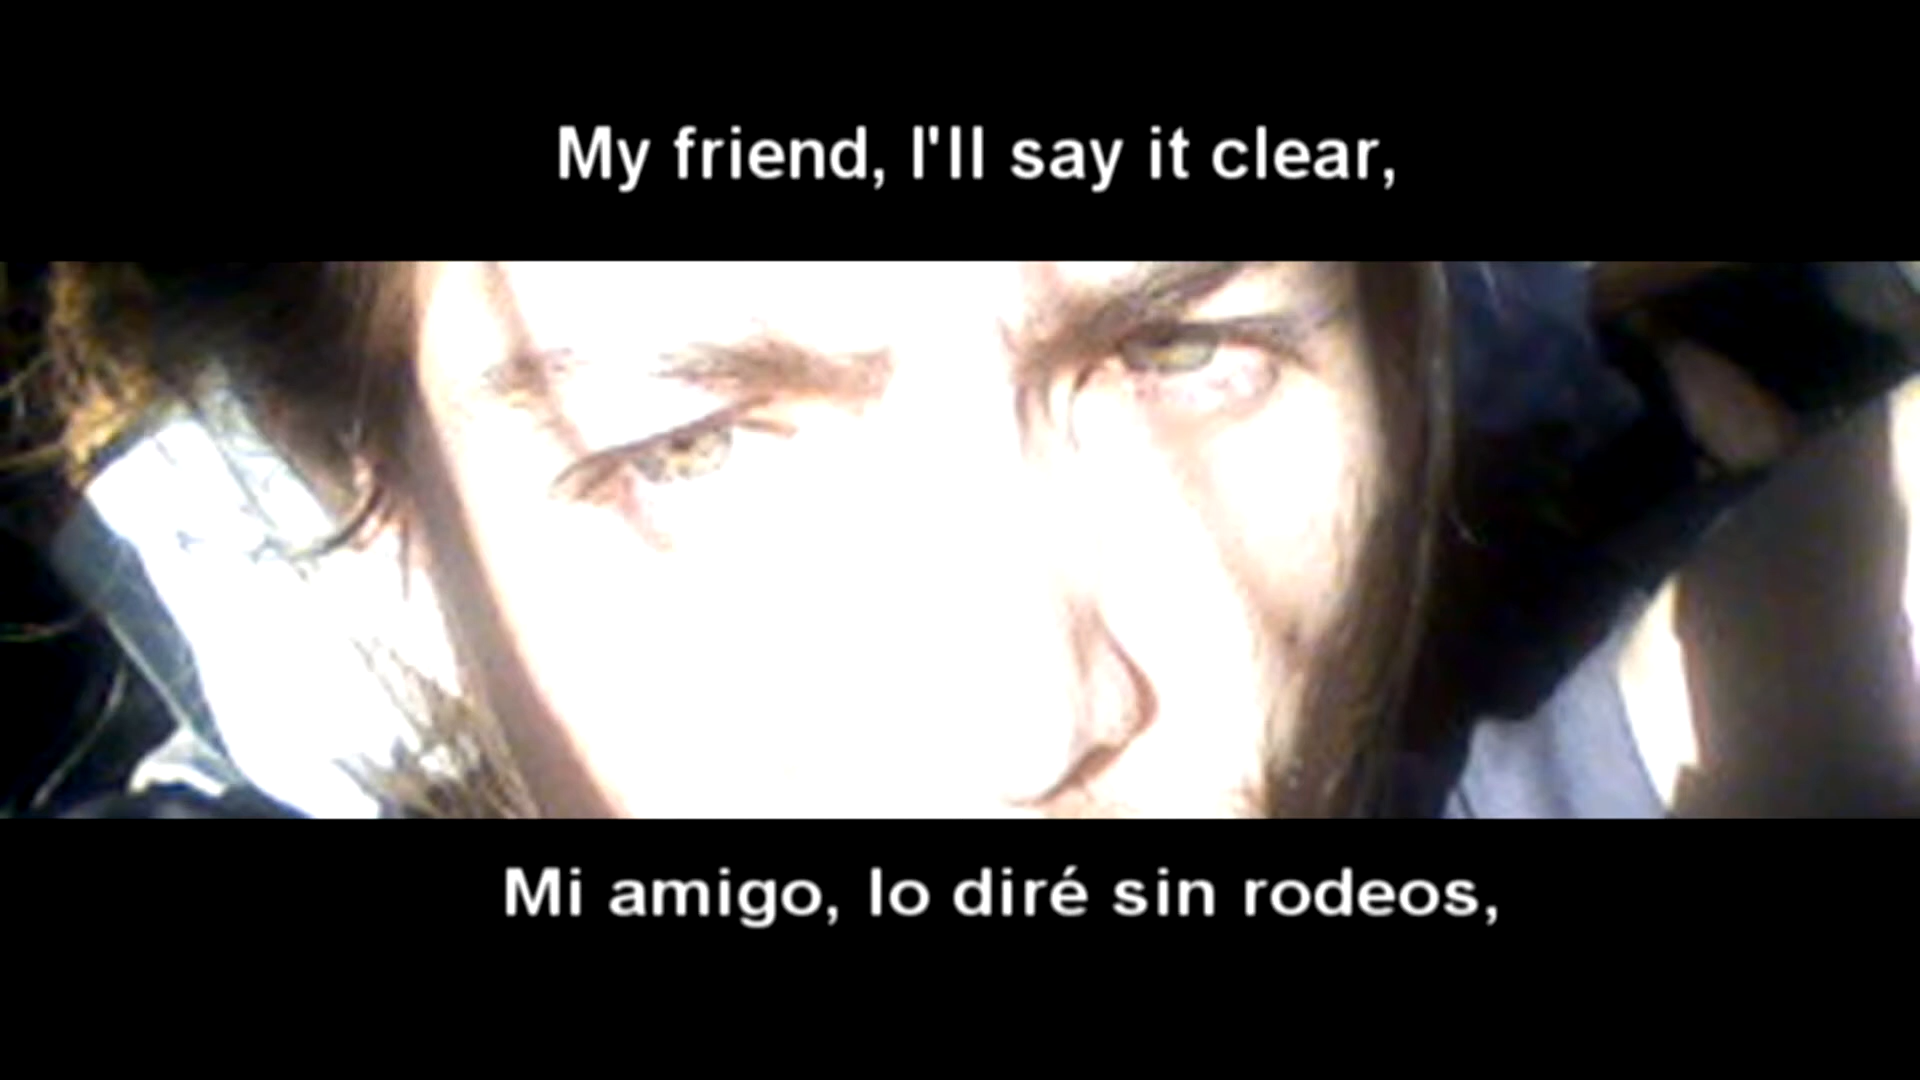 My friend, I'll say it clear,
Mi amigo, lo diré sin rodeos,